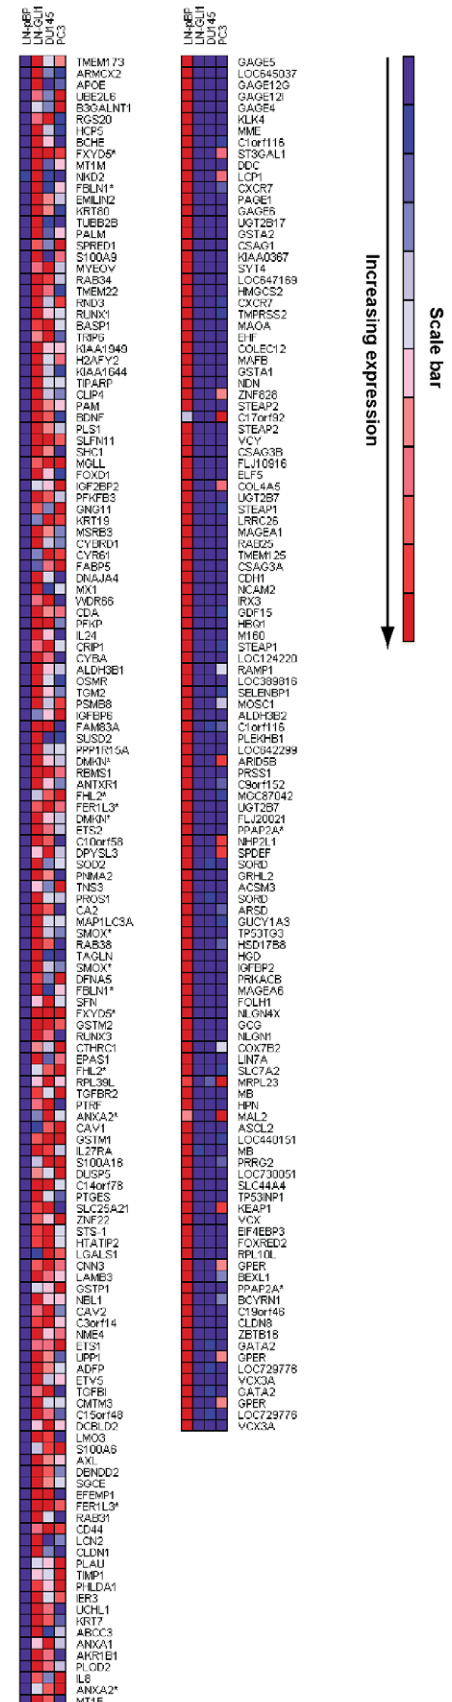 LN-pBP
LN-GLI1
DU145
PC3
TMEM173
ARMCX2
APOE
UBE2L6
B3GALNT1
RGS20
HCP5
BCHE
FXYD5*
MT1M
NKD2
FBLN1*
EMILIN2
KRT80
TUBB2B
PALM
SPRED1
S100A9
MYEOV
RAB34
TMEM22
RND3
RUNX1
BASP1
TRIP6
KIAA1949
H2AFY2
KIAA1644
TIPARP
CLIP4
PAM
BDNF
PLS1
SLFN11
SHC1
MGLL
FOXD1
IGF2BP2
PFKFB3
GNG11
KRT19
MSRB3
CYBRD1
CYR61
FABP5
DNAJA4
MX1
WDR66
CDA
PFKP
IL24
CRIP1
CYBA
ALDH3B1
OSMR
TGM2
PSMB8
IGFBP6
FAM83A
SUSD2
PPP1R15A
DMKN*
RBMS1
ANTXR1
FHL2*
FER1L3*
DMKN*
ETS2
C10orf58
DPYSL3
SOD2
PNMA2
TNS3
PROS1
CA2
MAP1LC3A
SMOX*
RAB38
TAGLN
SMOX*
DFNA5
FBLN1*
SFN
FXYD5*
GSTM2
RUNX3
CTHRC1
EPAS1
FHL2*
RPL39L
TGFBR2
PTRF
ANXA2*
CAV1
GSTM1
IL27RA
S100A16
DUSP5
C14orf78
PTGES
SLC25A21
ZNF22
STS-1
HTATIP2
LGALS1
CNN3
LAMB3
GSTP1
NBL1
CAV2
C3orf14
NME4
ETS1
UPP1
ADFP
ETV5
TGFBI
CMTM3
C15orf48
DCBLD2
LMO3
S100A6
AXL
DBNDD2
SGCE
EFEMP1
FER1L3*
RAB31
CD44
LCN2
CLDN1
PLAU
TIMP1
PHLDA1
IER3
UCHL1
KRT7
ABCC3
ANXA1
AKR1B1
PLOD2
IL8
ANXA2*
MT1E
LN-pBP
LN-GLI1
DU145
PC3
GAGE5
LOC645037
GAGE12G
GAGE12I
GAGE4
KLK4
MME
C1orf116
ST3GAL1
DDC
LCP1
CXCR7
PAGE1
GAGE6
UGT2B17
GSTA2
CSAG1
KIAA0367
SYT4
LOC647169
HMGCS2
CXCR7
TMPRSS2
MAOA
EHF
COLEC12
MAFB
GSTA1
NDN
ZNF828
STEAP2
C17orf92
STEAP2
VCY
CSAG3B
FLJ10916
ELF5
COL4A5
UGT2B7
STEAP1
LRRC26
MAGEA1
RAB25
TMEM125
CSAG3A
CDH1
NCAM2
IRX3
GDF15
HBG1
M160
STEAP1
LOC124220
RAMP1
LOC389816
SELENBP1
MOSC1
ALDH3B2
C1orf116
PLEKHB1
LOC642299
ARID5B
PRSS1
C9orf152
MGC87042
UGT2B7
FLJ20021
PPAP2A*
NHP2L1
SPDEF
SORD
GRHL2
ACSM3
SORD
ARSD
GUCY1A3
TP53TG3
HSD17B8
HGD
IGFBP2
PRKACB
MAGEA6
FOLH1
NLGN4X
GCG
NLGN1
COX7B2
LIN7A
SLC7A2
MRPL23
MB
HPN
MAL2
ASCL2
LOC440151
MB
PRRG2
LOC730051
SLC44A4
TP53INP1
KEAP1
VCX
EIF4EBP3
FOXRED2
RPL10L
GPER
BEXL1
PPAP2A*
BCYRN1
C19orf46
CLDN8
ZBTB16
GATA2
GPER
LOC729776
VCX3A
GATA2
GPER
LOC729776
VCX3A
Increasing expression
Scale bar